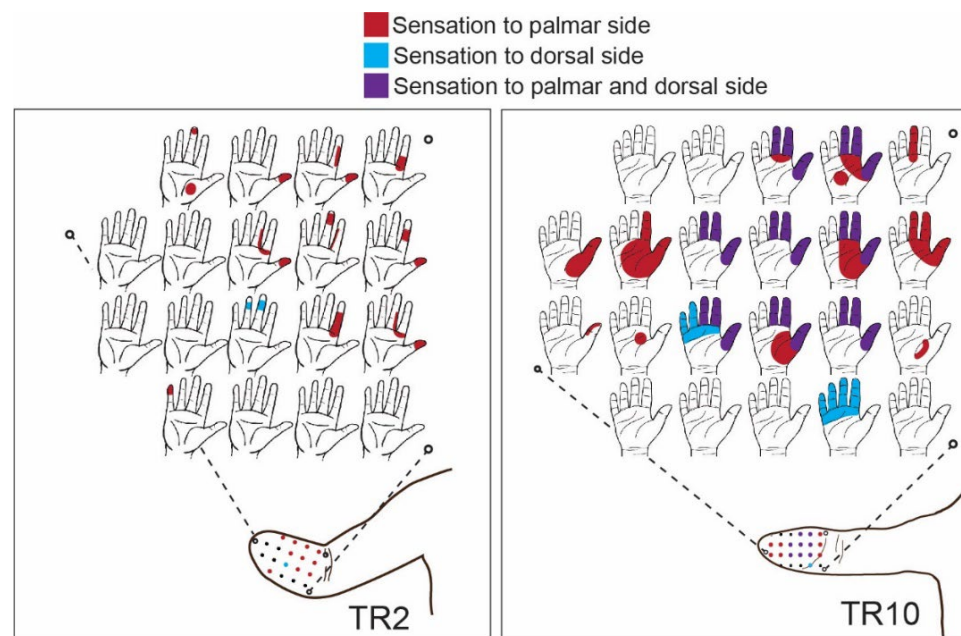 Sensation to palmar side
Sensation to dorsal side
Sensation to palmar and dorsal side
TR2
TR10